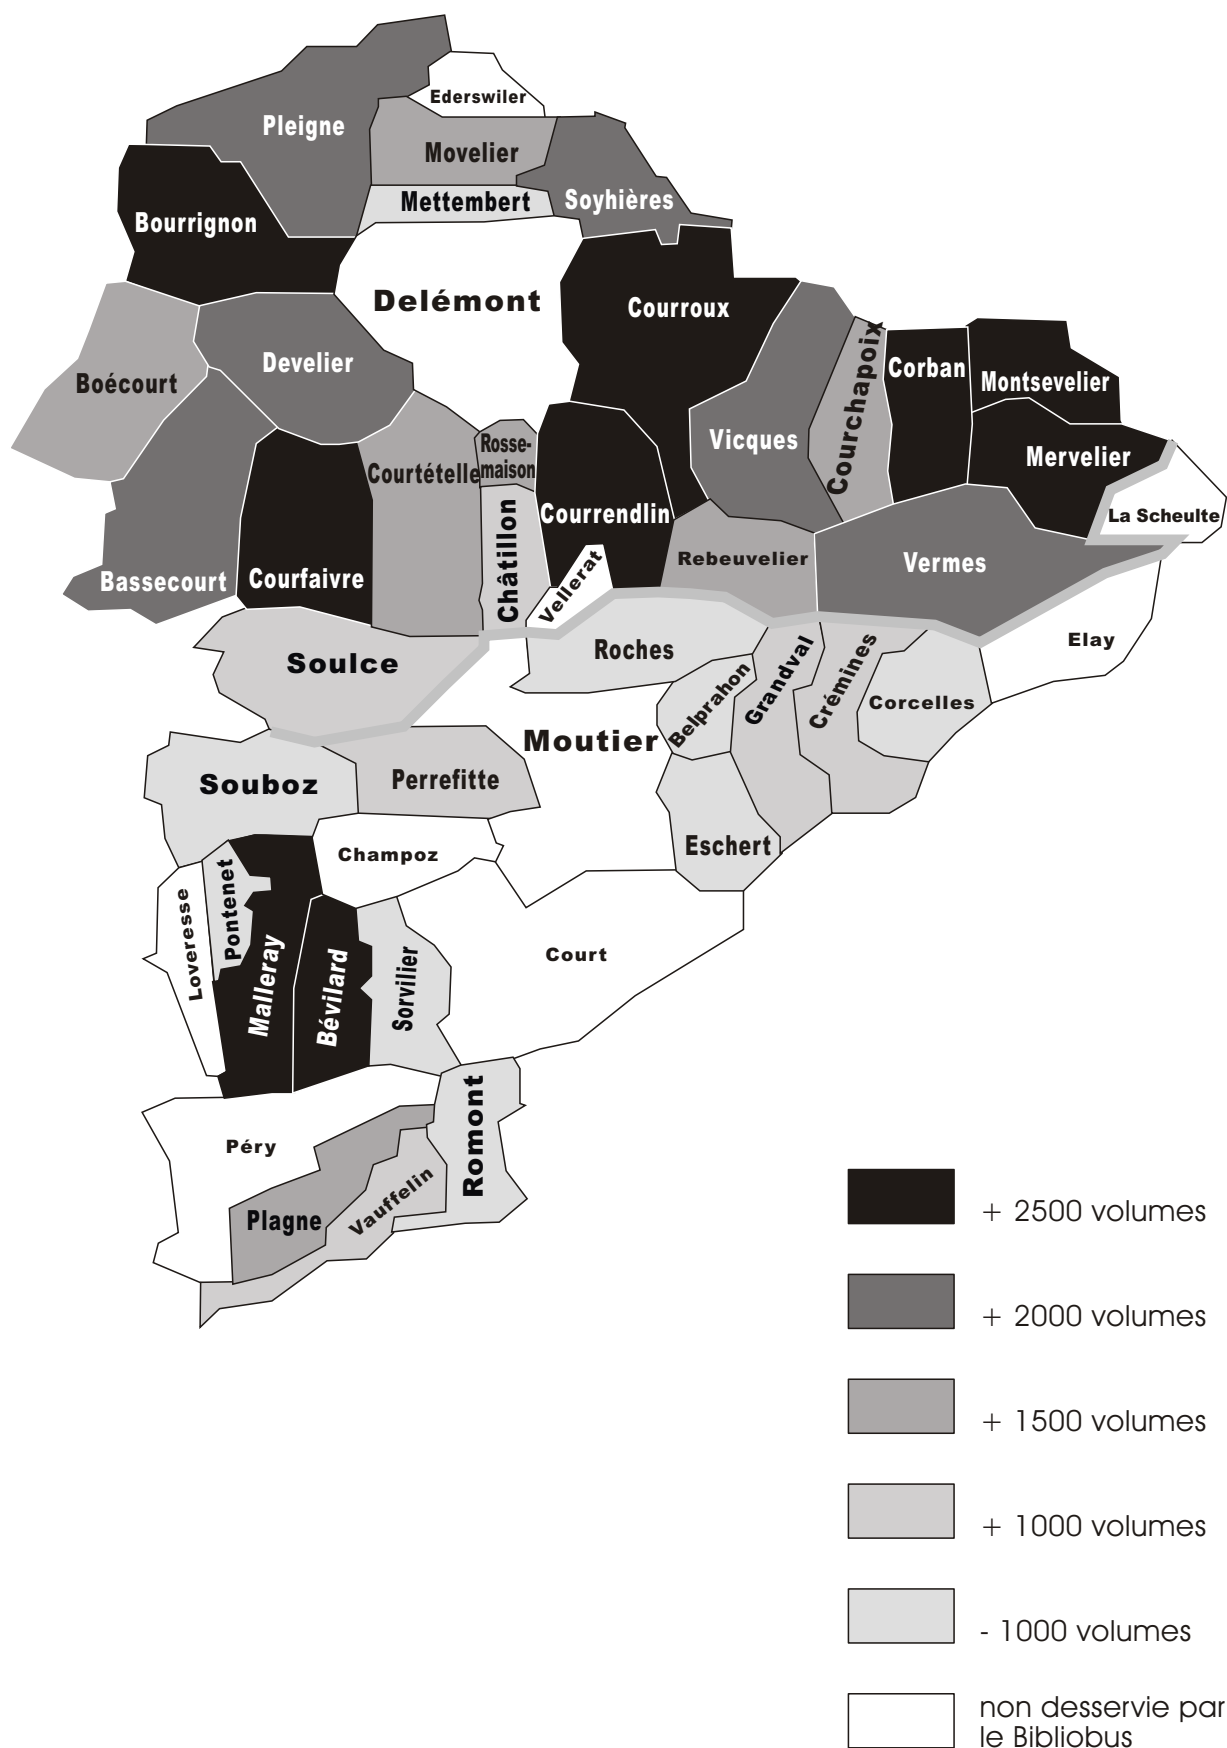 Ederswiler
Pleigne
Movelier
Mettembert
Soyhières
Bourrignon
Delémont
Courroux
Develier
Boécourt
Courchapoix
Corban
Montsevelier
Vicques
Rosse-
maison
Courtételle
Mervelier
Châtillon
Courrendlin
La Scheulte
Rebeuvelier
Vermes
Bassecourt
Courfaivre
Vellerat
Elay
Soulce
Roches
Belprahon
Grandval
Crémines
Corcelles
Moutier
Souboz
Perrefitte
Eschert
Champoz
Loveresse
Pontenet
Malleray
Bévilard
Sorvilier
Court
Romont
Péry
Plagne
Vauffelin
+ 2500 volumes
+ 2000 volumes
+ 1500 volumes
+ 1000 volumes
- 1000 volumes
non desservie par
le Bibliobus